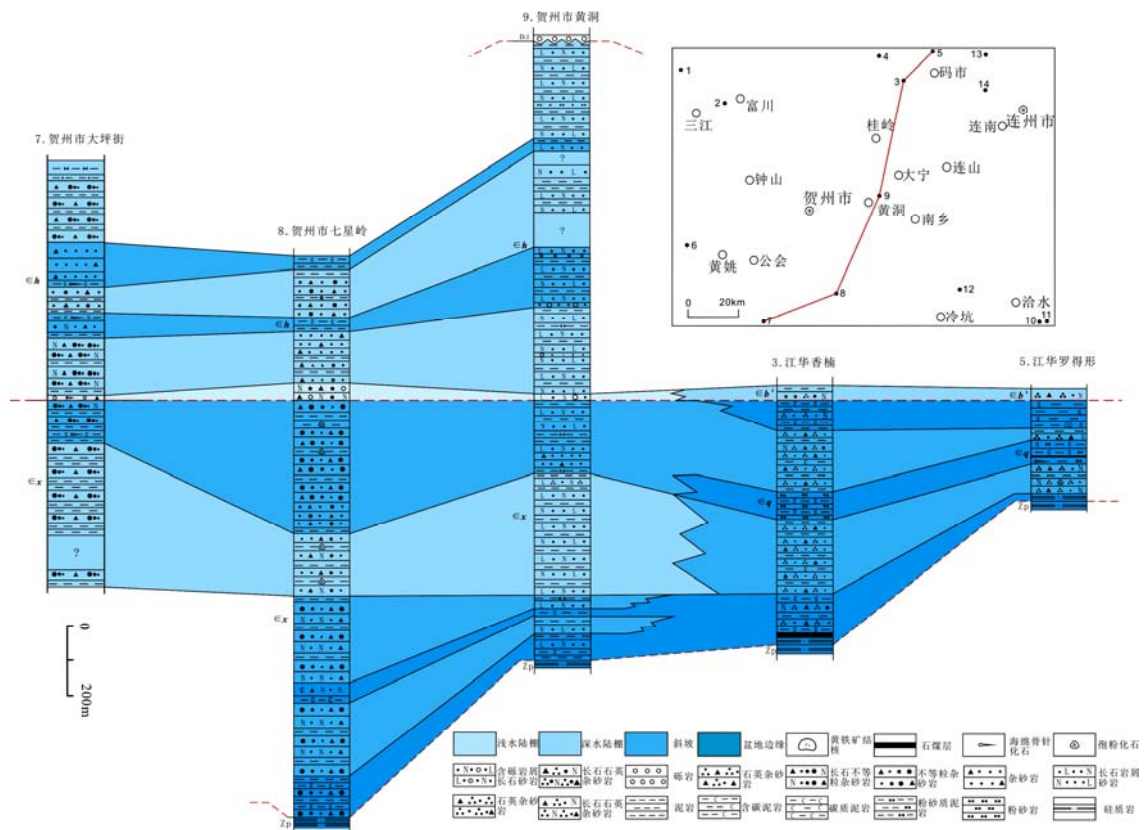 9.贺州市黄洞
D₁l
7.贺州市大坪街
8.贺州市七星岭
?
?
∈h
∈h
∈h
∈x
∈x
∈x
?
Zp
Zp
3.江华香楠
5.江华罗得形
∈b'
∈b'
∈q
∈q
Zp
Zp
0
200m
1
2
3
4
5
6
7
8
9
10
11
12
13
14
码市
富川
三江
桂岭
连南
连州市
钟山
大宁
连山
贺州市
黄洞
南乡
黄姚
公会
冷坑
洽水
0 20km
浅水陆棚
深水陆棚
斜坡
盆地边缘
黄铁矿结核
石煤层
海绵骨针化石
孢粉化石
含砾岩屑长石砂岩
长石石英杂砂岩
砾岩
石英杂砂岩
长石不等粒杂砂岩
不等粒杂砂岩
杂砂岩
长石岩屑砂岩
石英杂砂岩
长石石英杂砂岩
泥岩
含碳泥岩
碳质泥岩
粉砂质泥岩
粉砂岩
硅质岩